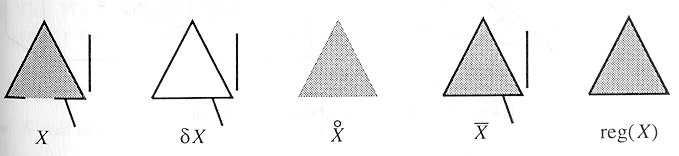 X δX X̊ X̅ reg(X)